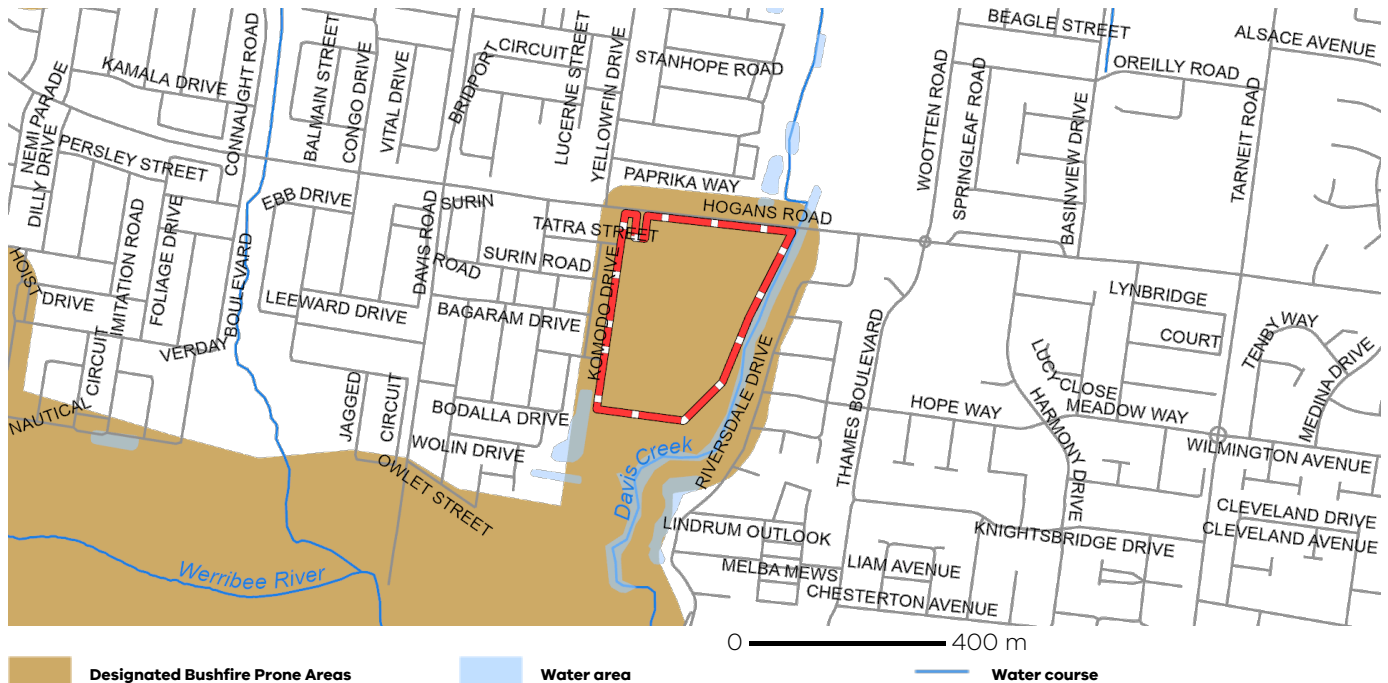 BEAGLE STREET
ALSACE AVENUE
CIRCUIT
STANHOPE ROAD
OREILLY ROAD
KAMALA DRIVE
CONNAUGHT ROAD
BALMAIN STREET
CONGO DRIVE
VITAL DRIVE
BRIDPORT
LUCERNE STREET
YELLOWFIN DRIVE
WOOTTEN ROAD
SPRINGLEAF ROAD
BASINVIEW DRIVE
TARNEIT ROAD
NEMI PARADE
DILLY DRIVE
PERSLEY STREET
PAPRIKA WAY
EBB DRIVE
SURIN
HOGANS ROAD
TATRA STREET
IMITATION ROAD
FOLIAGE DRIVE
BOULEVARD
DAVIS ROAD
ROAD
SURIN ROAD
KOMODO DRIVE
HOIST
DRIVE
LEEWARD DRIVE
BAGARAM DRIVE
LYNBRIDGE
COURT
TENBY WAY
MEDINA DRIVE
VERDAY
CIRCUIT
THAMES BOULEVARD
RIVERSDALE DRIVE
LUCY CLOSE
HARMONY DRIVE
JAGGED
CIRCUIT
NAUTICAL
BODALLA DRIVE
HOPE WAY
MEADOW WAY
WOLIN DRIVE
WILMINGTON AVENUE
OWLET STREET
Davis Creek
CLEVELAND DRIVE
LINDRUM OUTLOOK
KNIGHTSBRIDGE DRIVE
CLEVELAND AVENUE
Werribee River
MELBA MEWS
LIAM AVENUE
CHESTERTON AVENUE
0 400 m
Designated Bushfire Prone Areas
Water area
Water course